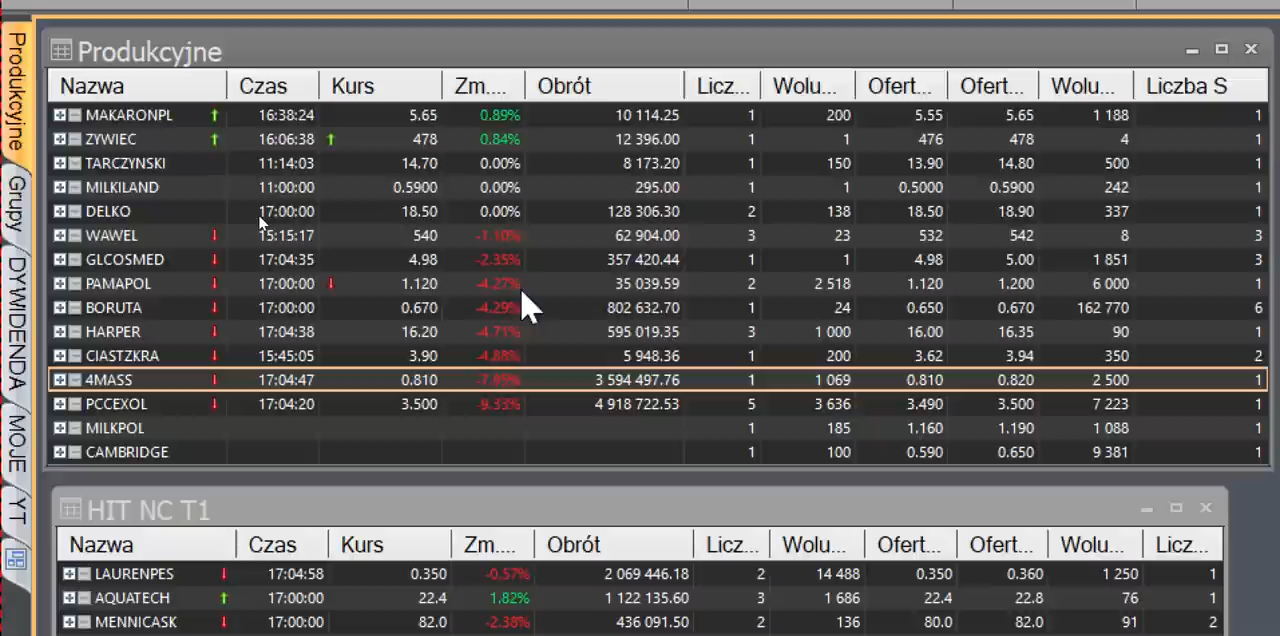 Produkcyjne
Nazwa Czas Kurs Zm.... Obrót Licz... Wolu... Ofert... Ofert... Wolu... Liczba S
MAKARONPL 16:38:24 5.65 0.89% 10 114.25 1 200 5.55 5.65 1 188 1
ZYWIEC 16:06:38 478 0.84% 12 396.00 1 1 476 478 4 1
TARCZYNSKI 11:14:03 14.70 0.00% 8 173.20 1 150 13.90 14.80 500 1
MILKILAND 11:00:00 0.5900 0.00% 295.00 1 1 0.5000 0.5900 242 1
DELKO 17:00:00 18.50 0.00% 128 306.30 2 138 18.50 18.90 337 1
WAWEL 15:15:17 540 -1.10% 62 904.00 3 23 532 542 8 3
GLCOSMED 17:04:35 4.98 -2.35% 357 420.44 1 1 4.98 5.00 1 851 3
PAMAPOL 17:00:00 1.120 -4.27% 35 039.59 2 2 518 1.120 1.200 6 000 1
BORUTA 17:00:00 0.670 -4.29% 802 632.70 1 24 0.650 0.670 162 770 6
HARPER 17:04:38 16.20 -4.71% 595 019.35 3 1 000 16.00 16.35 90 1
CIASTZKRA 15:45:05 3.90 -4.88% 5 948.36 1 200 3.62 3.94 350 2
4MASS 17:04:47 0.810 3 594 497.76 1 1 069 0.810 0.820 2 500 1
PCCEXOL 17:04:20 3.500 -9.33% 4 918 722.53 5 3 636 3.490 3.500 7 223 1
MILKPOL 1 185 1.160 1.190 1 088 1
CAMBRIDGE 1 100 0.590 0.650 9 381 1
HIT NC T1
Nazwa Czas Kurs Zm.... Obrót Licz... Wolu... Ofert... Ofert... Wolu... Licz...
LAURENPES 17:04:58 0.350 -0.57% 2 069 446.18 2 14 488 0.350 0.360 1 250 1
AQUATECH 17:00:00 22.4 1.82% 1 122 135.60 3 1 686 22.4 22.8 76 1
MENNICASK 17:00:00 82.0 -2.38% 436 091.50 2 136 80.0 82.0 91 2
Produkcyjne
Grupy
DYWIDENDA
MOJE
YT